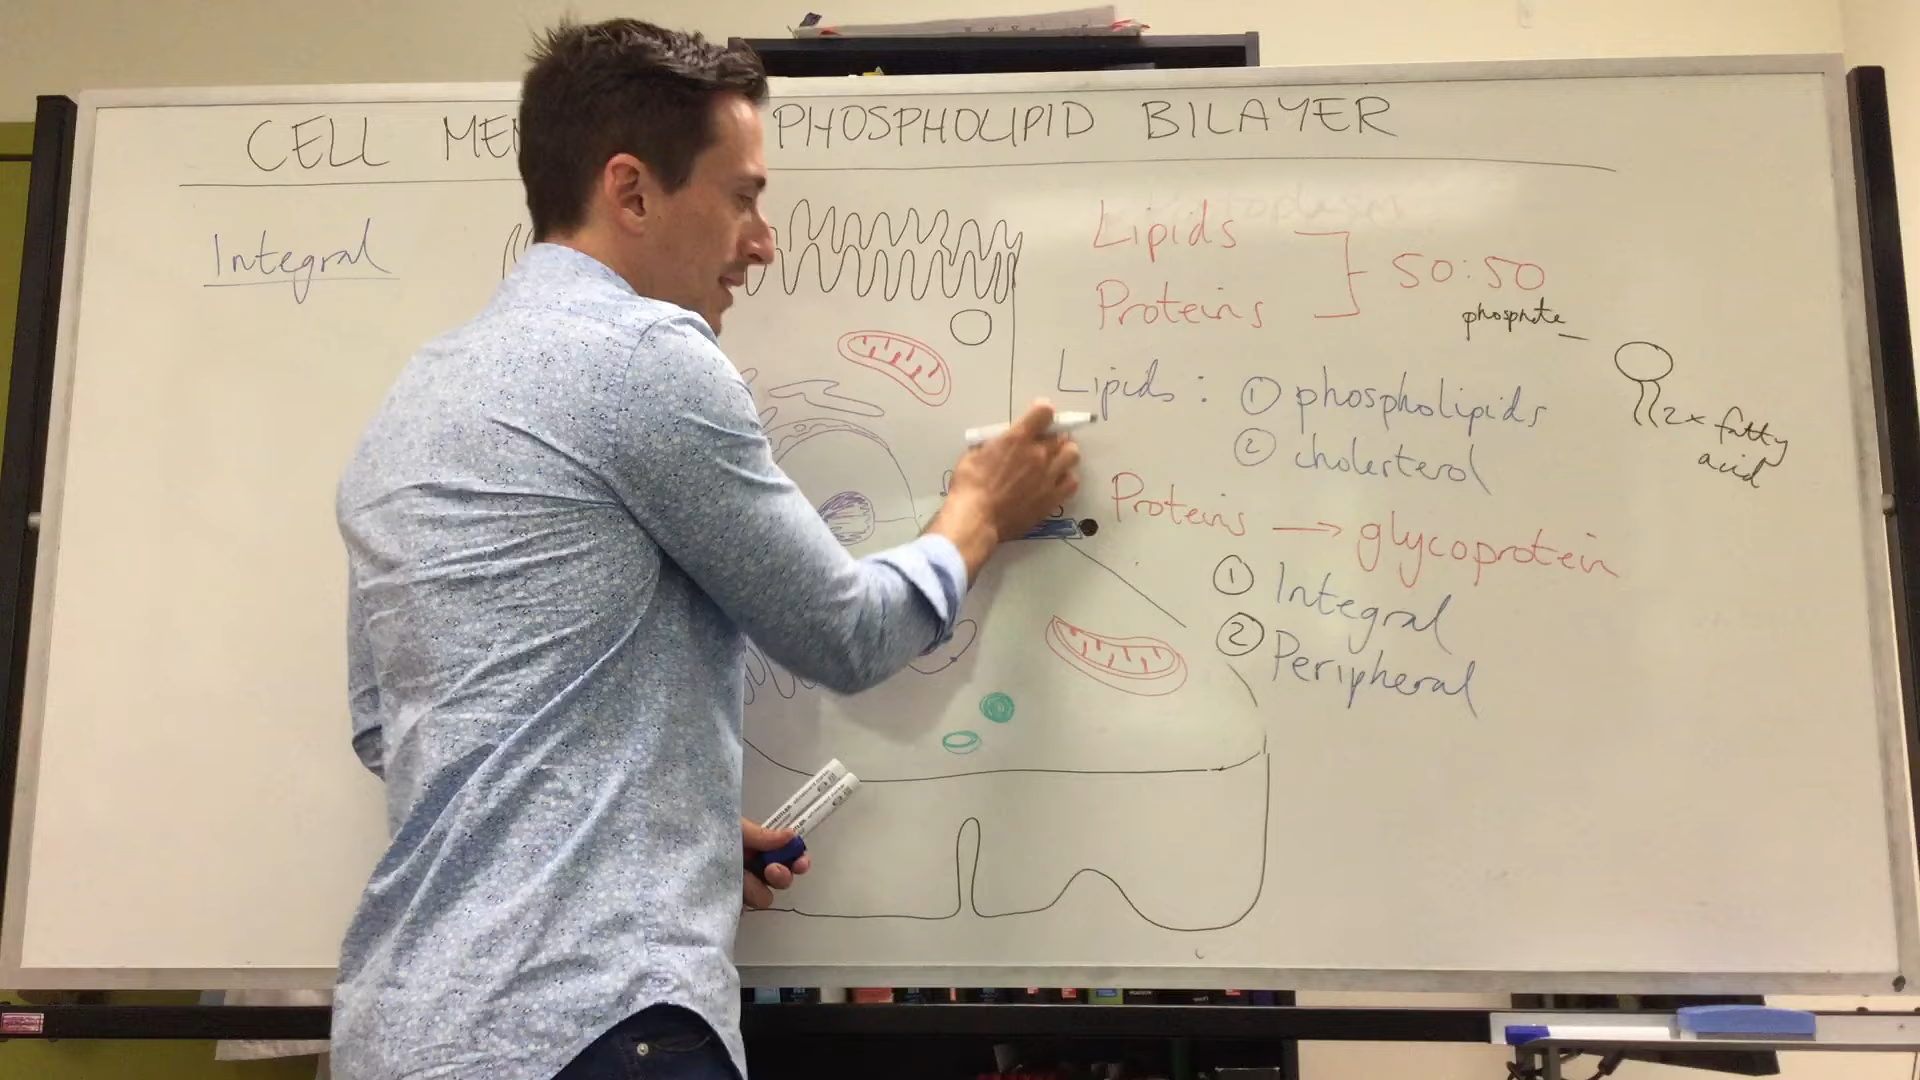 CELL MEM PHOSPHOLIPID BILAYER
Integral
Lipids
Proteins
50:50
phosphate
Lipids : ① phospholipids
② cholesterol
2x fatty
acid
Proteins → glycoprotein
① Integral
② Peripheral